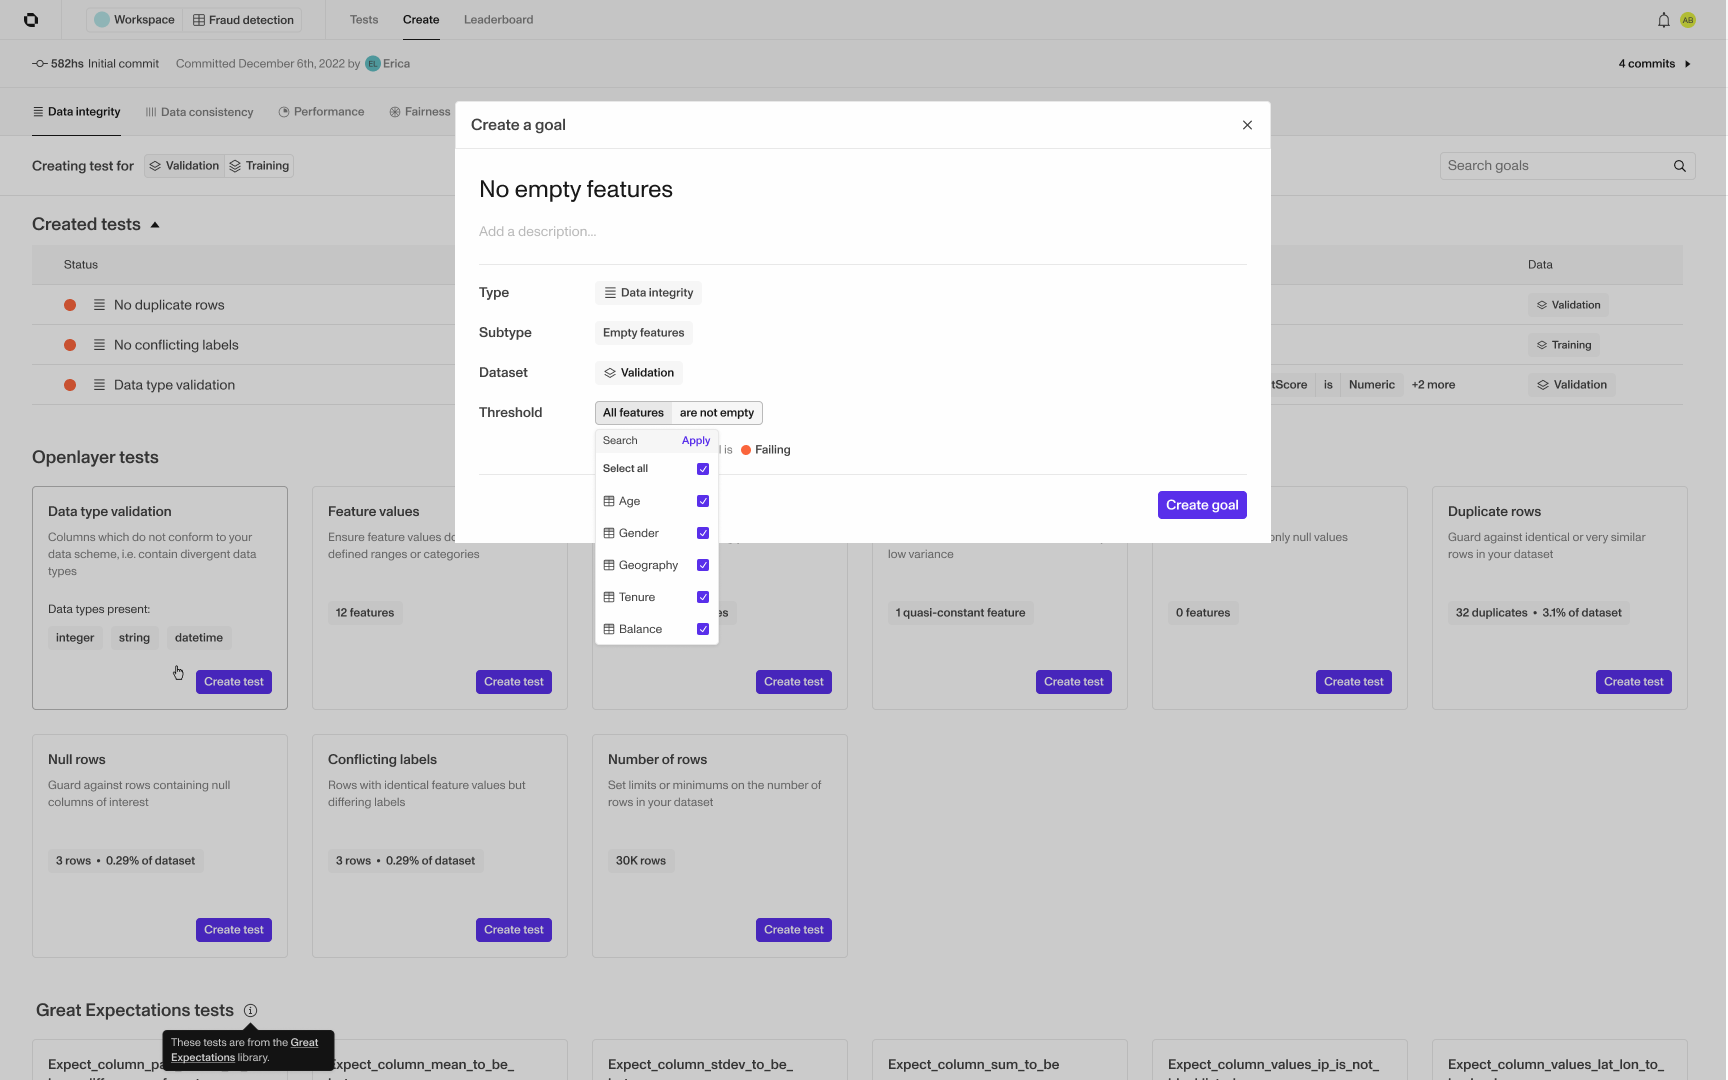 Workspace
Fraud detection
Tests
Create
Leaderboard
AB
582hs Initial commit
Committed December 6th, 2022 by EL Erica
4 commits
Data integrity
Data consistency
Performance
Fairness
Creating test for
Validation
Training
Search goals
Created tests
Status
Data
No duplicate rows
Validation
No conflicting labels
Training
Data type validation
is
Numeric
+2 more
Validation
Create a goal
No empty features
Add a description...
Type
Data integrity
Subtype
Empty features
Dataset
Validation
Threshold
All features
are not empty
is
Failing
Search
Apply
Select all
Age
Gender
Geography
Tenure
Balance
Create goal
Openlayer tests
Data type validation
Columns which do not conform to your
data scheme, i.e. contain divergent data
types
Data types present:
integer
string
datetime
Create test
Feature values
Ensure feature values
defined ranges or categories
12 features
Create test
Create test
low variance
1 quasi-constant feature
Create test
only null values
0 features
Create test
Duplicate rows
Guard against identical or very similar
rows in your dataset
32 duplicates • 3.1% of dataset
Create test
Null rows
Guard against rows containing null
columns of interest
3 rows • 0.29% of dataset
Create test
Conflicting labels
Rows with identical feature values but
differing labels
3 rows • 0.29% of dataset
Create test
Number of rows
Set limits or minimums on the number of
rows in your dataset
30K rows
Create test
Great Expectations tests
These tests are from the Great
Expectations library.
Expect_column_mean_to_be_
Expect_column_stdev_to_be_
Expect_column_sum_to_be
Expect_column_values_ip_is_not_
Expect_column_values_lat_lon_to_